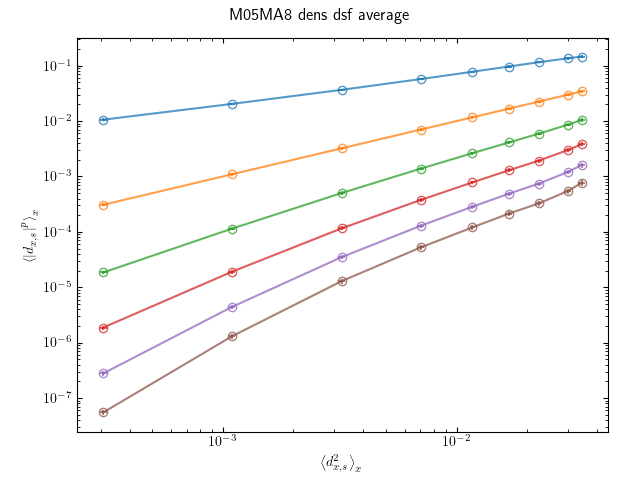 M05MA8 dens dsf average
10⁻¹
10⁻²
10⁻³
10⁻⁴
10⁻⁵
10⁻⁶
10⁻⁷
⟨|d_{x,s}|^p⟩_x
10⁻³ 10⁻²
⟨d²_{x,s}⟩_x